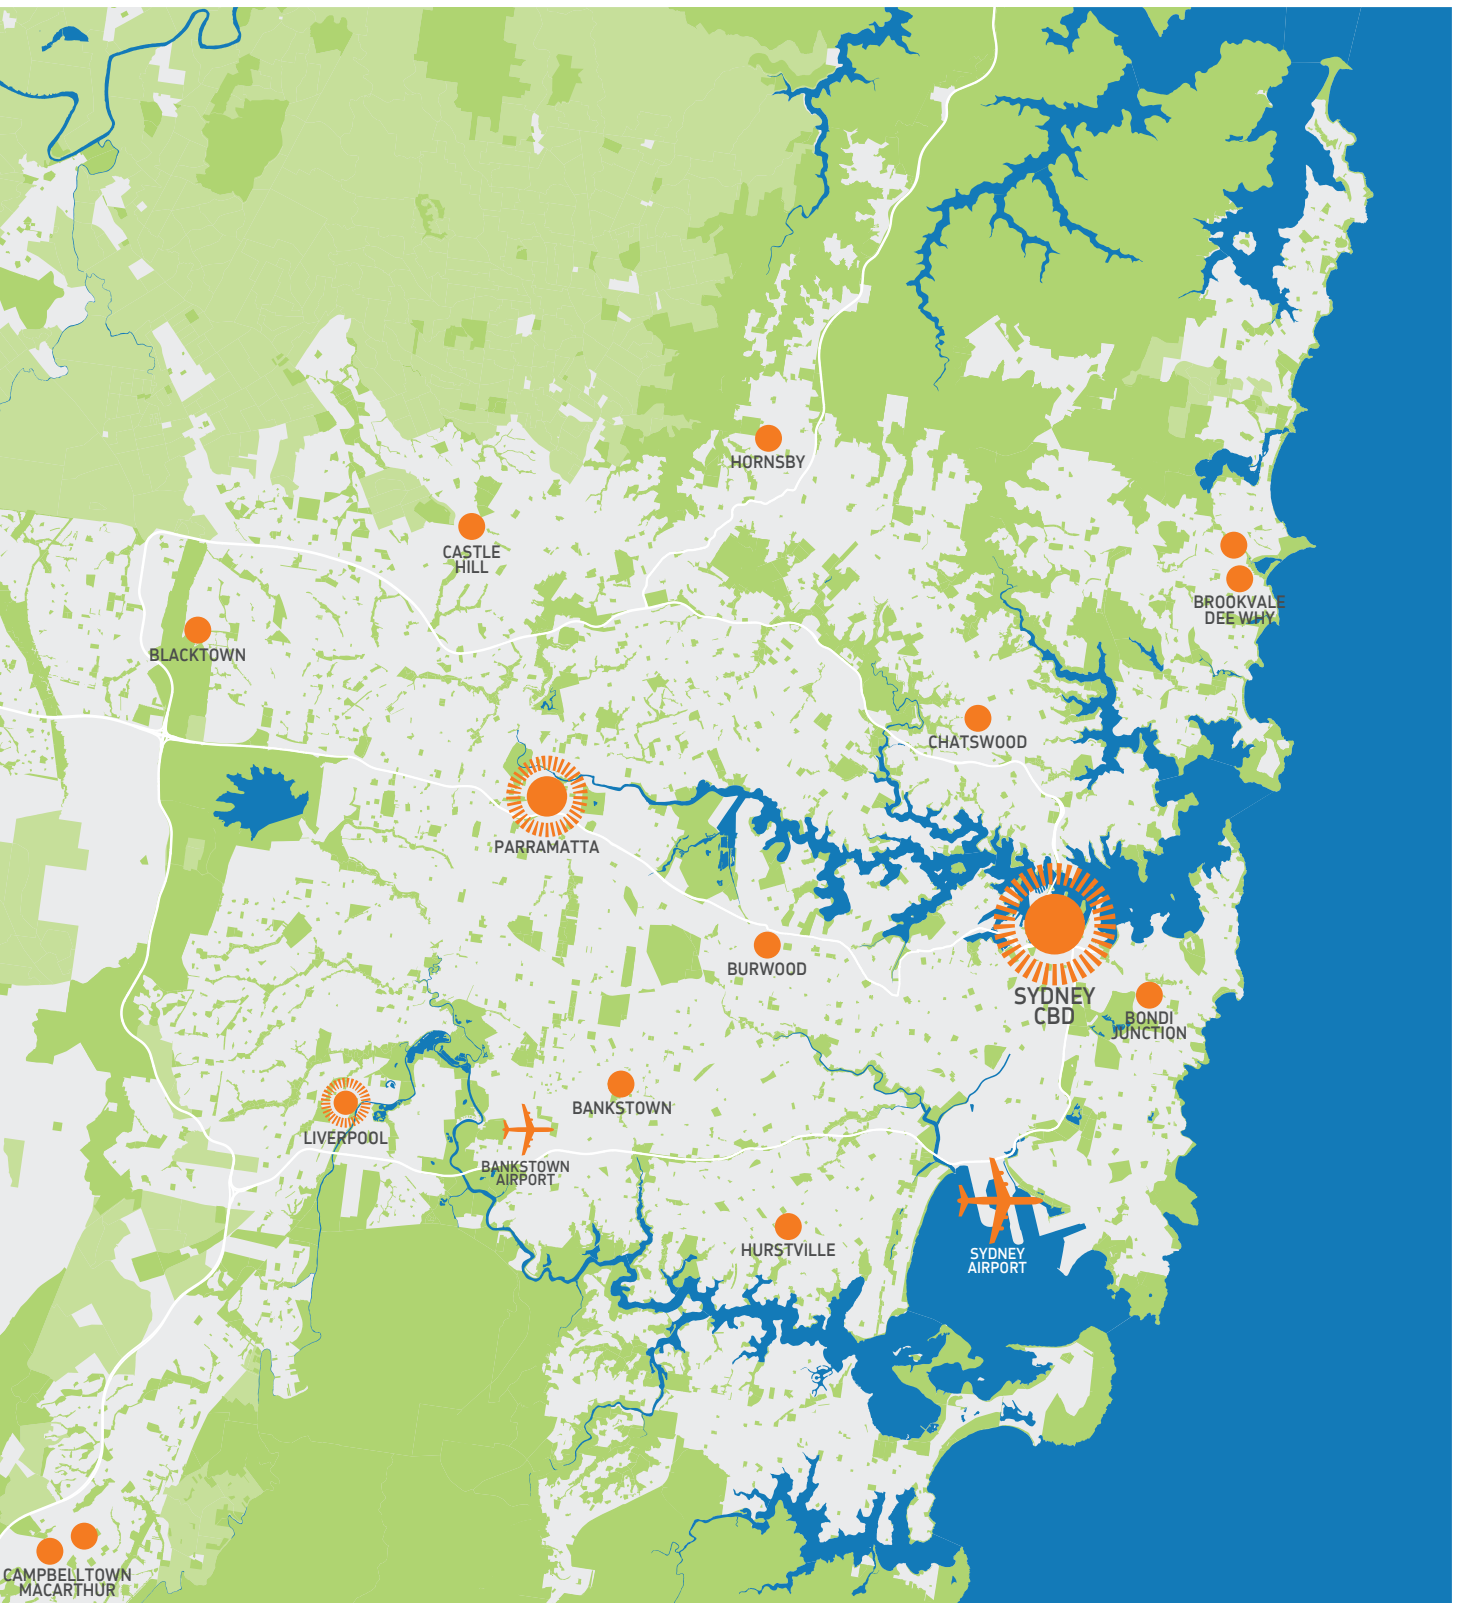 HORNSBY
CASTLE
HILL
BROOKVALE
DEE WHY
BLACKTOWN
CHATSWOOD
PARRAMATTA
BURWOOD
SYDNEY
CBD
BONDI
JUNCTION
BANKSTOWN
LIVERPOOL
BANKSTOWN
AIRPORT
HURSTVILLE
SYDNEY
AIRPORT
CAMPBELLTOWN
MACARTHUR